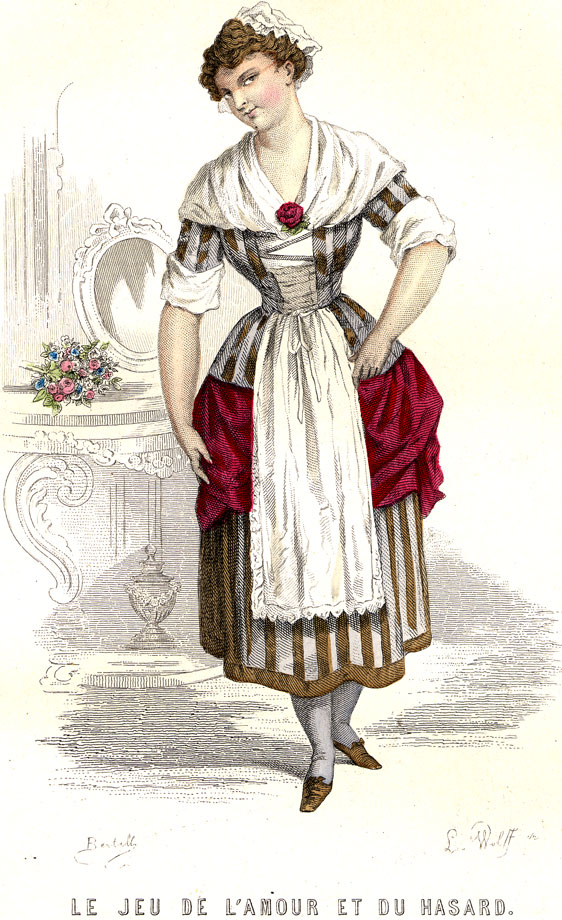 Bertall
L. Wolff
LE JEU DE L'AMOUR ET DU HASARD.